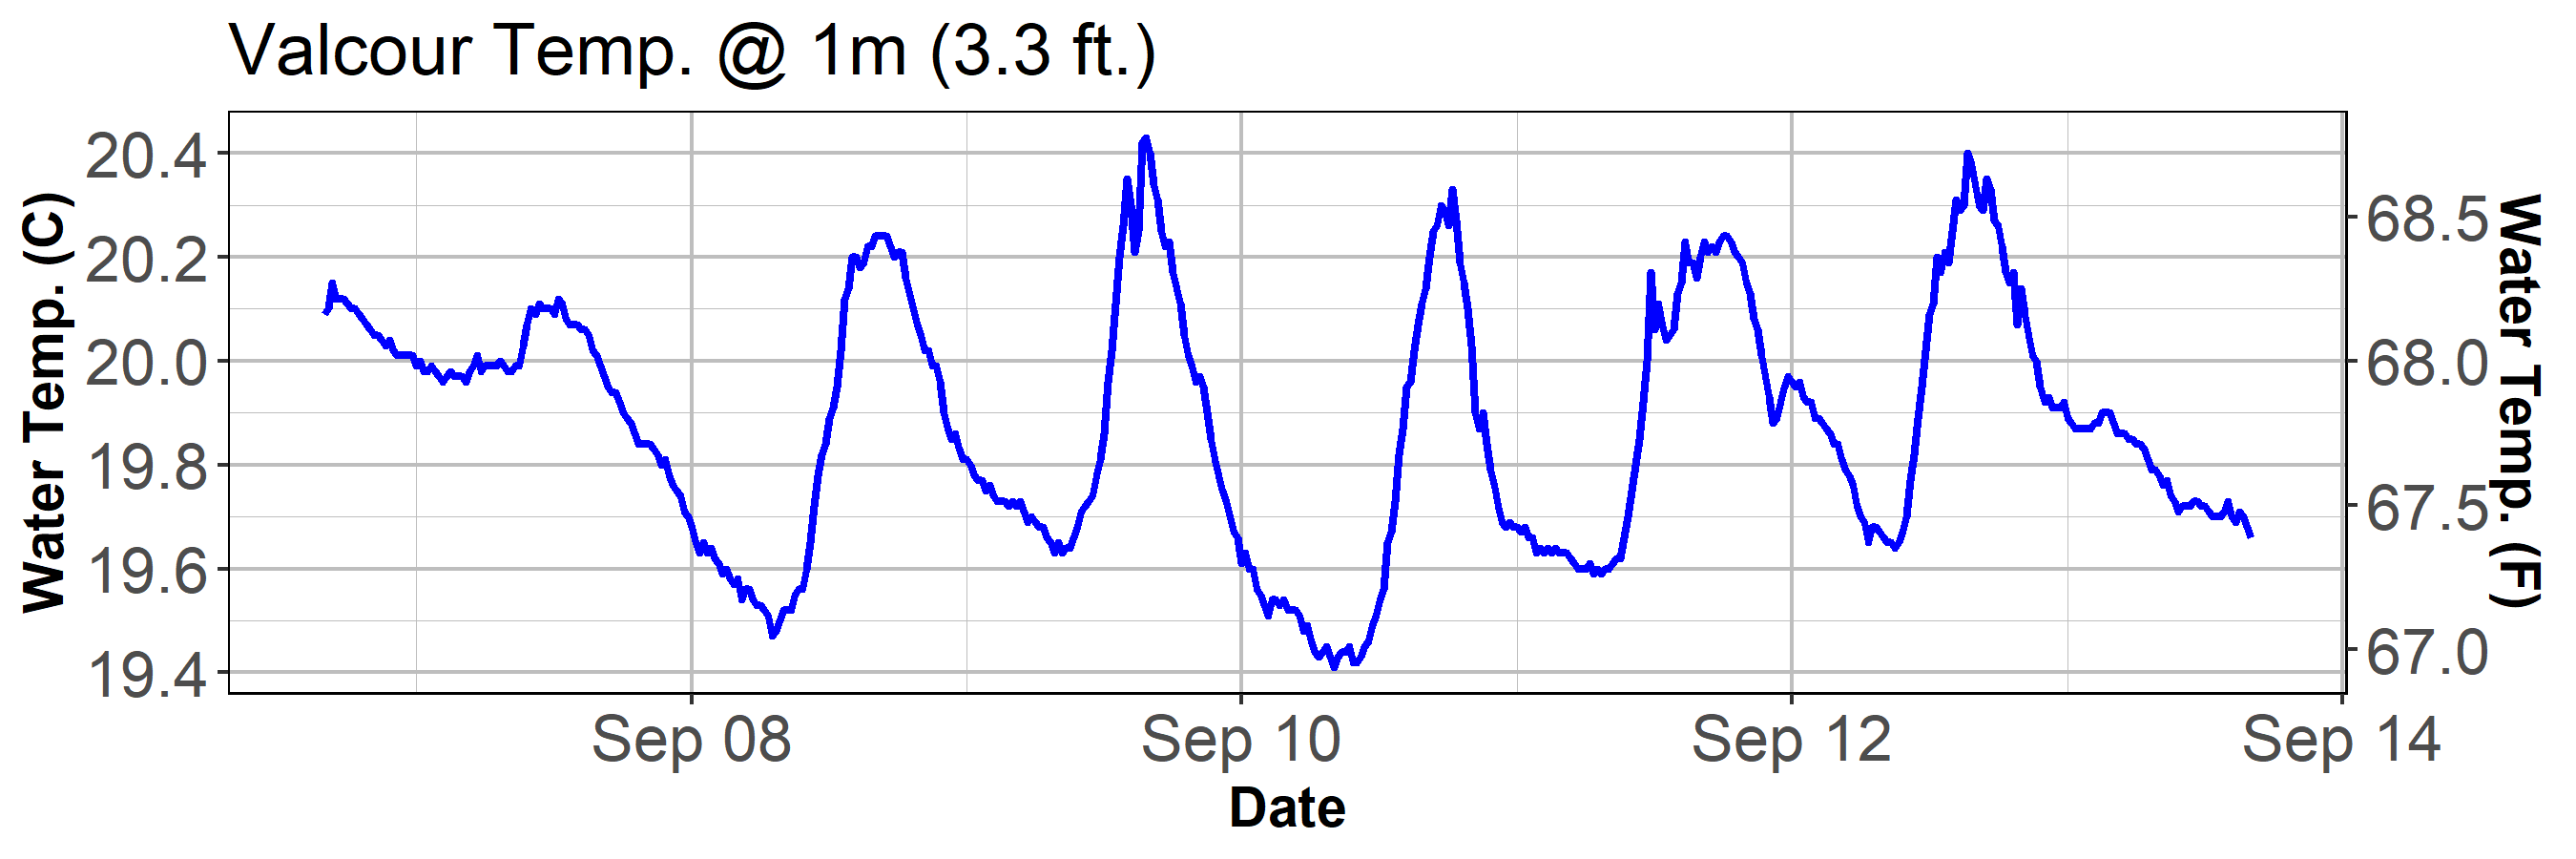 Valcour Temp. @ 1m (3.3 ft.)
Water Temp. (C)
20.4
20.2
20.0
19.8
19.6
19.4
68.5
68.0
67.5
67.0
Water Temp. (F)
Sep 08
Sep 10
Sep 12
Sep 14
Date